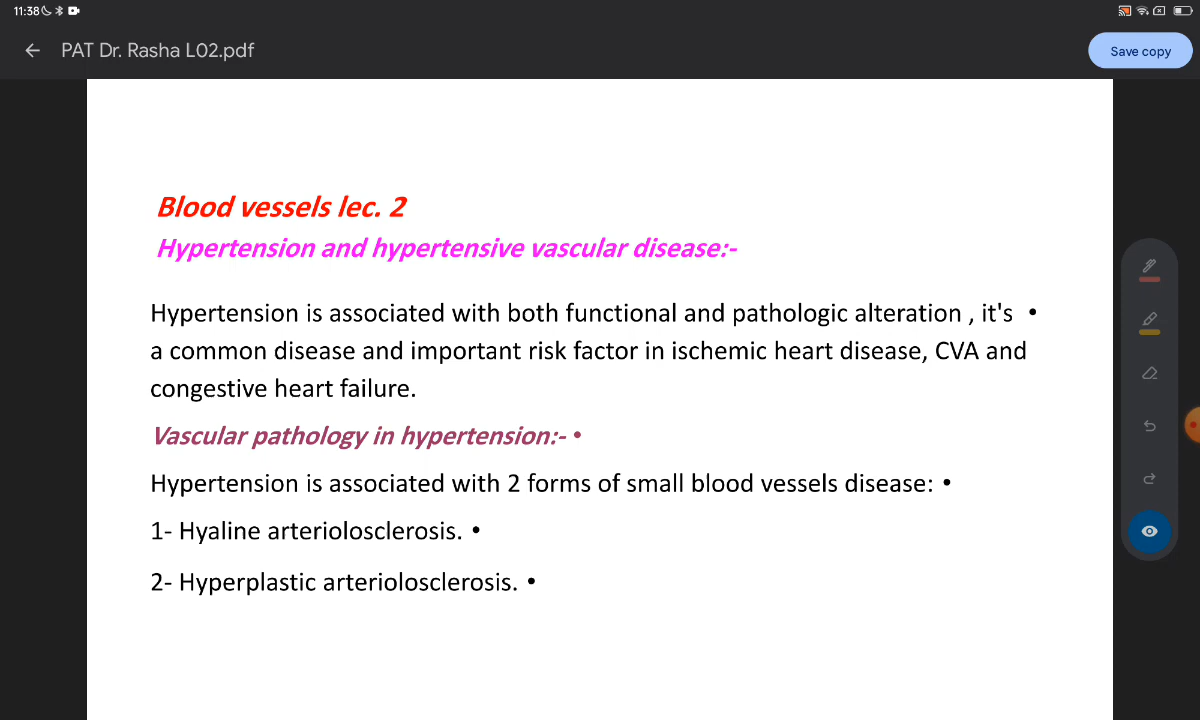 11:38
PAT Dr. Rasha L02.pdf
Save copy
Blood vessels lec. 2
Hypertension and hypertensive vascular disease:-
Hypertension is associated with both functional and pathologic alteration , it's •
a common disease and important risk factor in ischemic heart disease, CVA and
congestive heart failure.
Vascular pathology in hypertension:- •
Hypertension is associated with 2 forms of small blood vessels disease: •
1- Hyaline arteriolosclerosis. •
2- Hyperplastic arteriolosclerosis. •